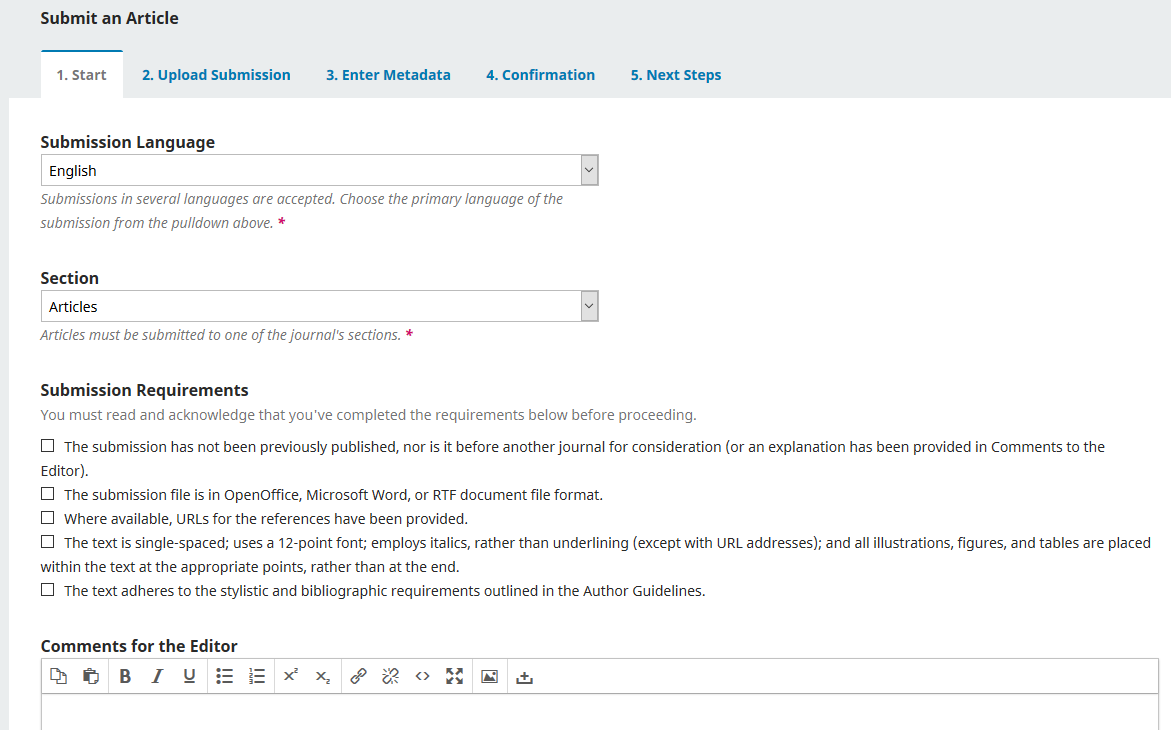 Submit an Article
1. Start 2. Upload Submission 3. Enter Metadata 4. Confirmation 5. Next Steps
Submission Language
English
Submissions in several languages are accepted. Choose the primary language of the
submission from the pulldown above. *
Section
Articles
Articles must be submitted to one of the journal's sections. *
Submission Requirements
You must read and acknowledge that you've completed the requirements below before proceeding.
The submission has not been previously published, nor is it before another journal for consideration (or an explanation has been provided in Comments to the
Editor).
The submission file is in OpenOffice, Microsoft Word, or RTF document file format.
Where available, URLs for the references have been provided.
The text is single-spaced; uses a 12-point font; employs italics, rather than underlining (except with URL addresses); and all illustrations, figures, and tables are placed
within the text at the appropriate points, rather than at the end.
The text adheres to the stylistic and bibliographic requirements outlined in the Author Guidelines.
Comments for the Editor
B I U x² x₂ <>